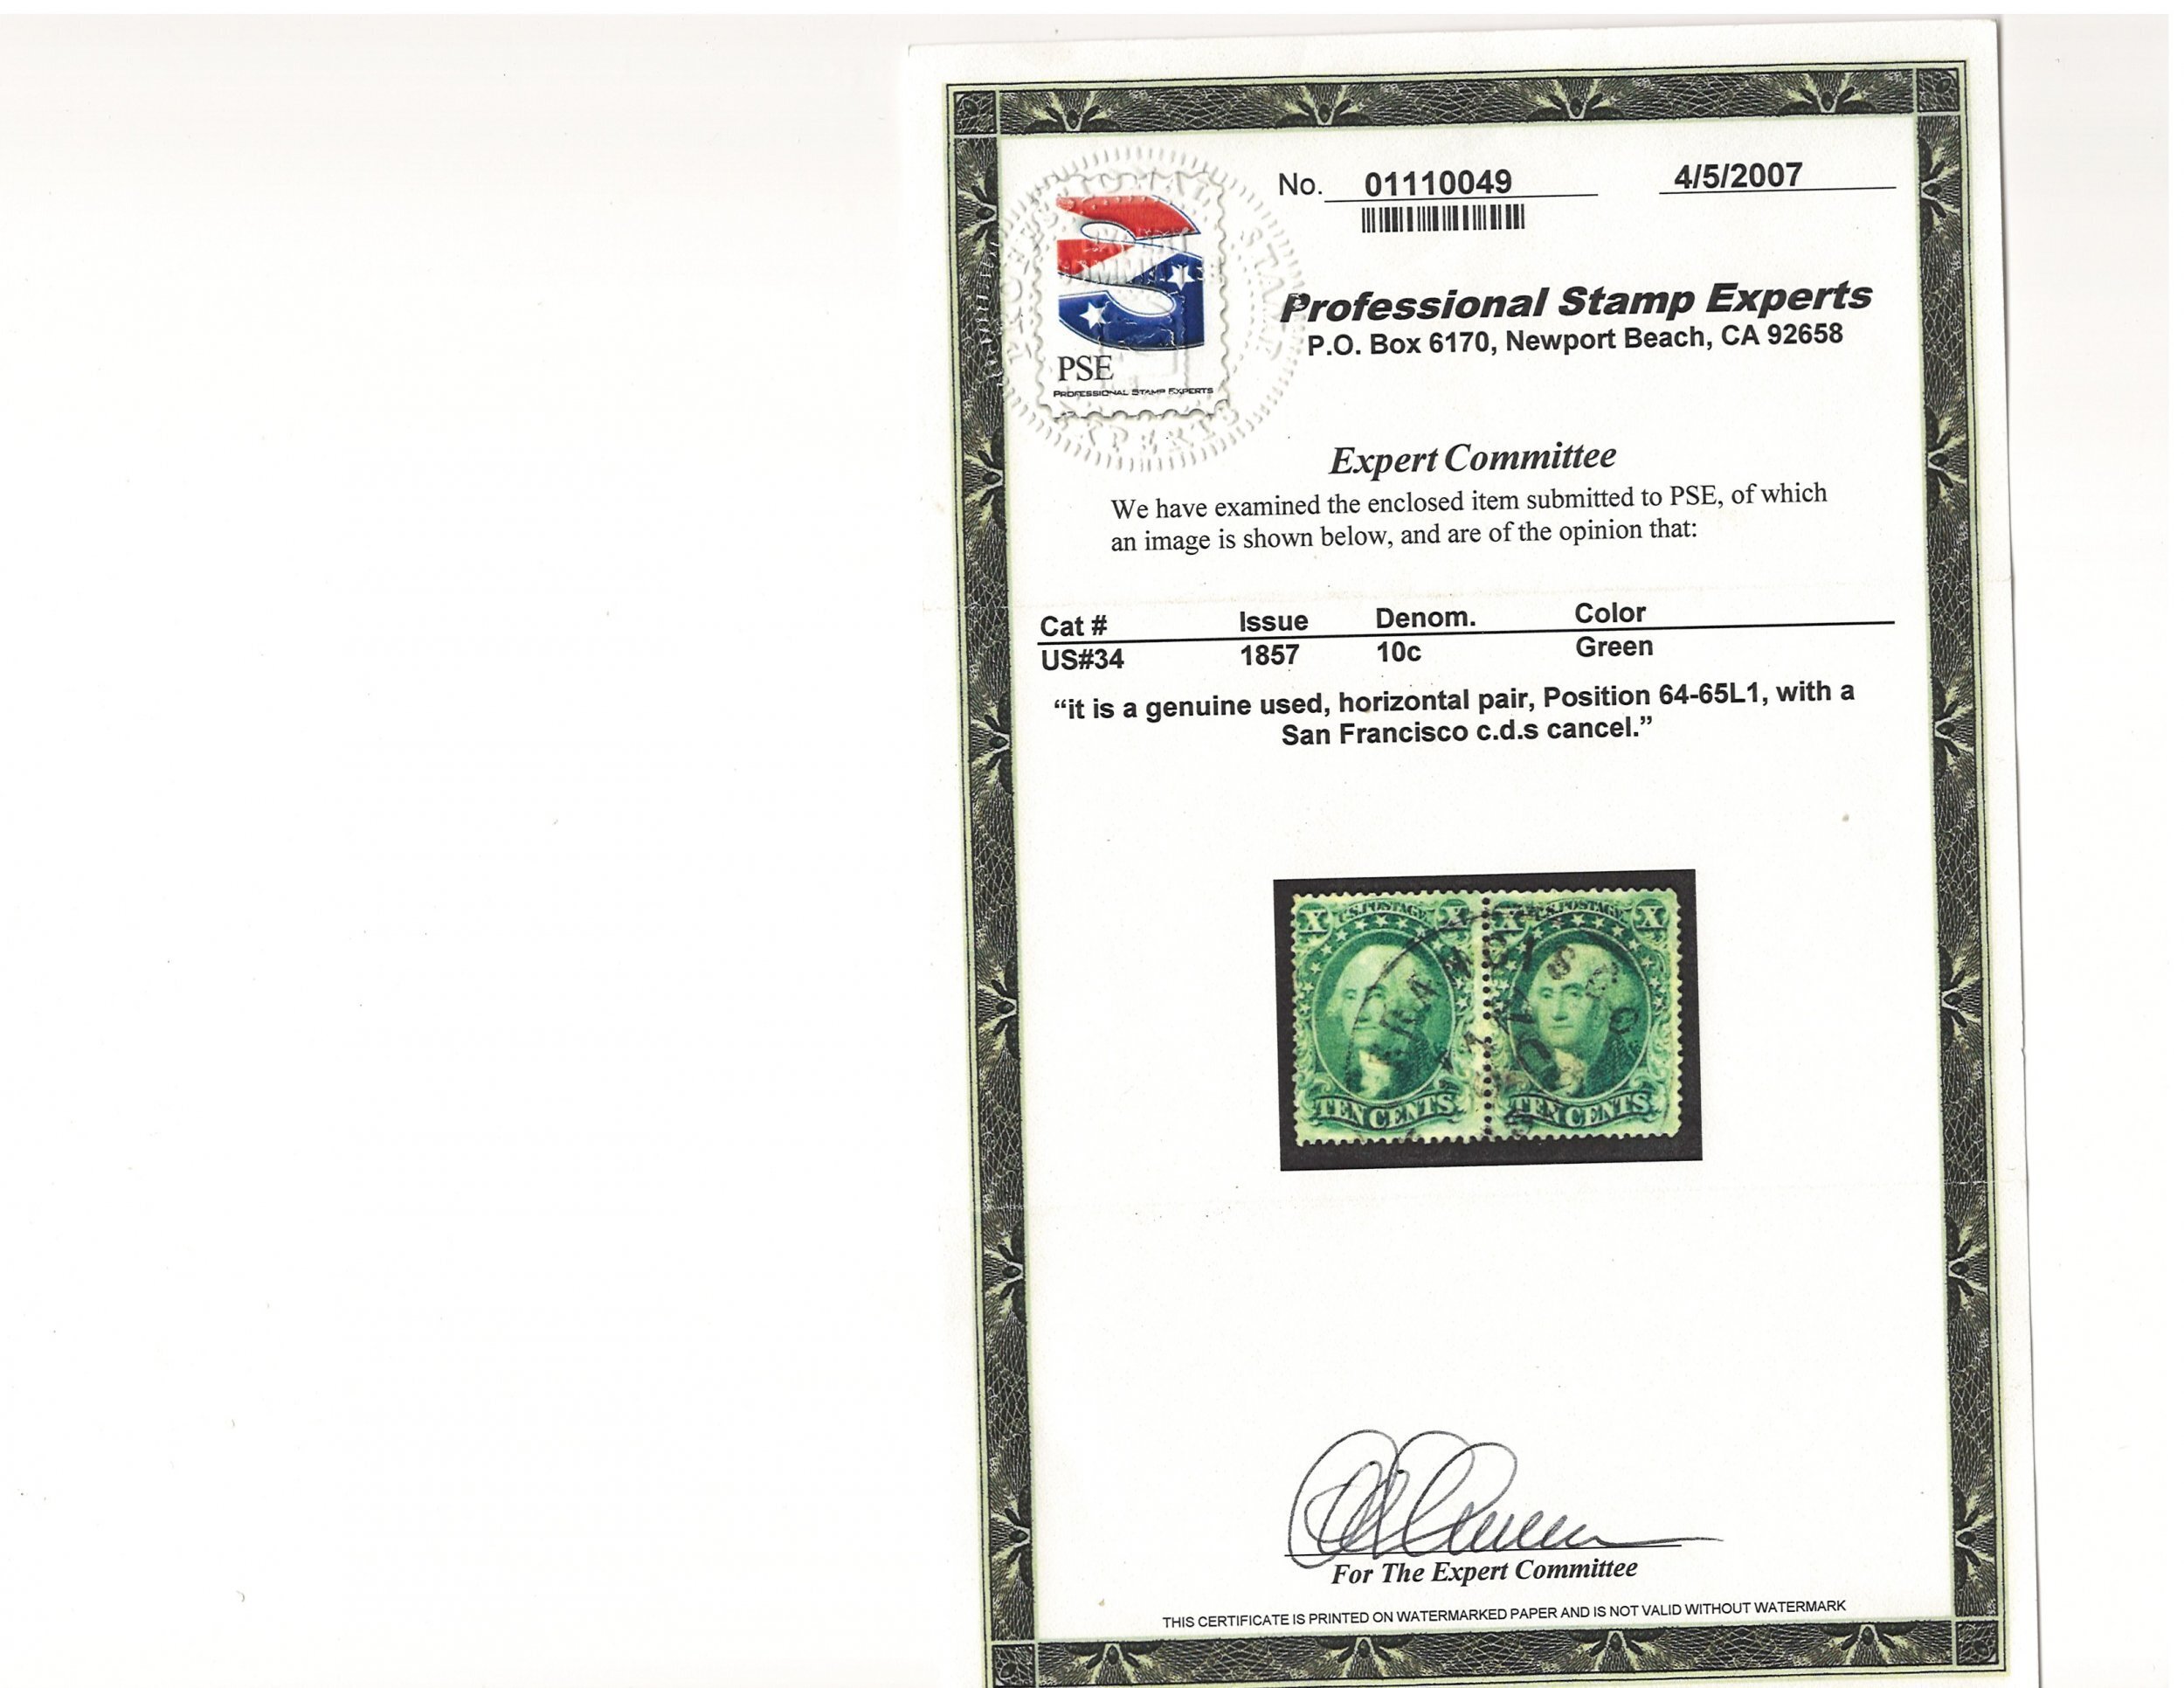 No. 01110049 4/5/2007
PSE
PROFESSIONAL STAMP EXPERTS
Professional Stamp Experts
P.O. Box 6170, Newport Beach, CA 92658
Expert Committee
We have examined the enclosed item submitted to PSE, of which
an image is shown below, and are of the opinion that:
Cat # Issue Denom. Color
US#34 1857 10c Green
“it is a genuine used, horizontal pair, Position 64-65L1, with a
San Francisco c.d.s cancel.”
X U.S. POSTAGE X X U.S. POSTAGE X
TEN CENTS TEN CENTS
For The Expert Committee
THIS CERTIFICATE IS PRINTED ON WATERMARKED PAPER AND IS NOT VALID WITHOUT WATERMARK